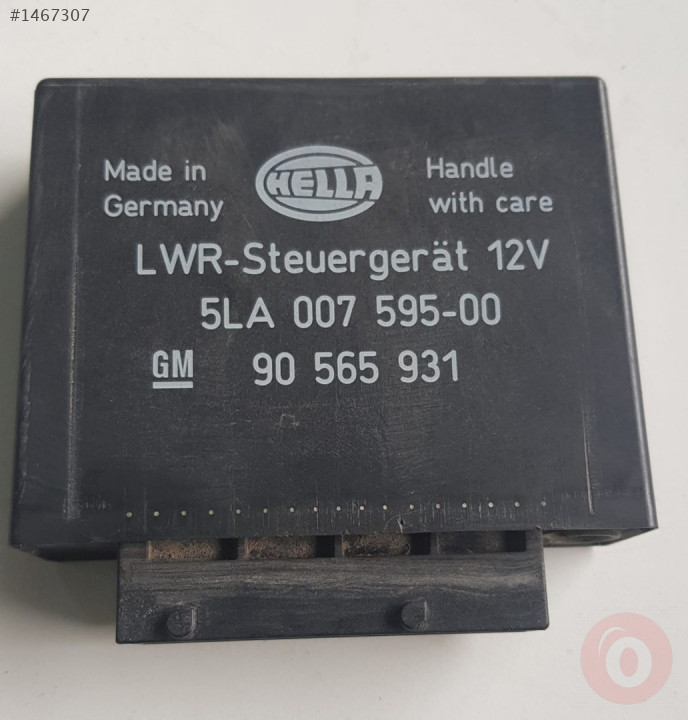 #1467307
Made in
Germany
HELLA
Handle
with care
LWR-Steuergerät 12V
5LA 007 595-00
GM 90 565 931